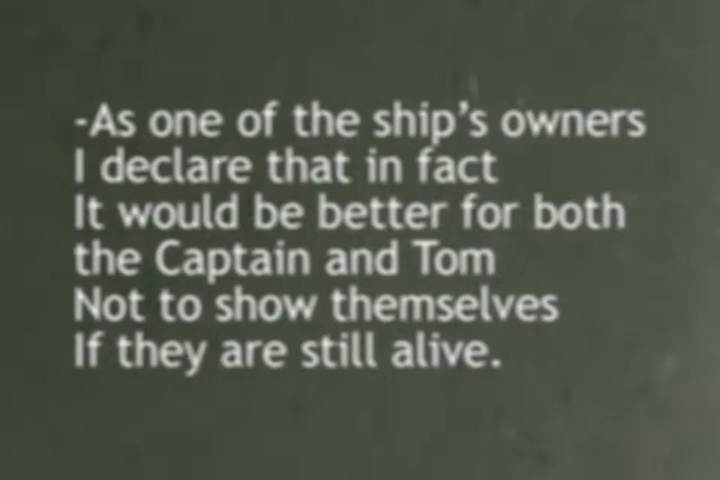 -As one of the ship’s owners
I declare that in fact
It would be better for both
the Captain and Tom
Not to show themselves
If they are still alive.